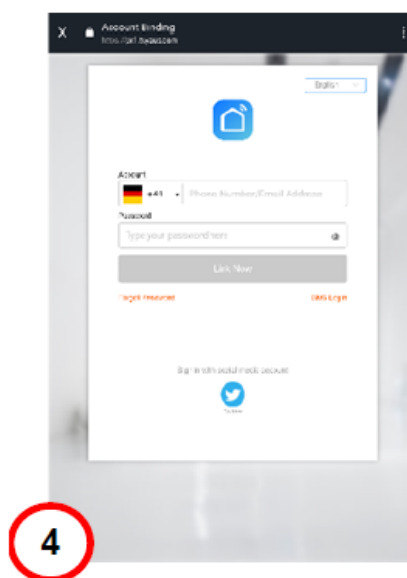 X Account Binding
English
Account
Phone Number/Email Address
Password
Type your password here
Link Now
Forgot Password
SMS Login
Sign in with social media account
Twitter
4